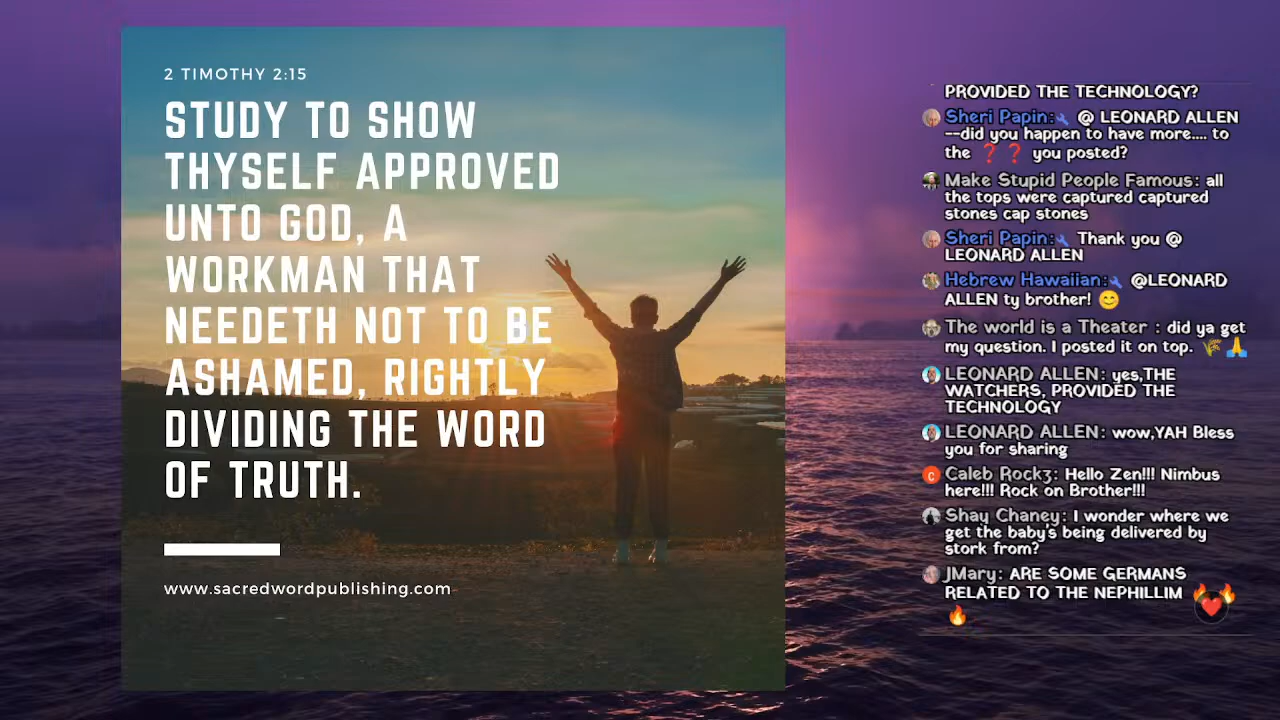 2 TIMOTHY 2:15
STUDY TO SHOW
THYSELF APPROVED
UNTO GOD, A
WORKMAN THAT
NEEDETH NOT TO BE
ASHAMED, RIGHTLY
DIVIDING THE WORD
OF TRUTH.
www.sacredwordpublishing.com
PROVIDED THE TECHNOLOGY?
Sheri Papin: @ LEONARD ALLEN
--did you happen to have more.... to
the ❓❓ you posted?
Make Stupid People Famous: all
the tops were captured captured
stones cap stones
Sheri Papin: Thank you @
LEONARD ALLEN
Hebrew Hawaiian: @LEONARD
ALLEN ty brother! 😊
The world is a Theater : did ya get
my question. I posted it on top. 🌾🙏
LEONARD ALLEN: yes,THE
WATCHERS, PROVIDED THE
TECHNOLOGY
LEONARD ALLEN: wow,YAH Bless
you for sharing
C Caleb Rock3: Hello Zen!!! Nimbus
here!!! Rock on Brother!!!
Shay Chaney: I wonder where we
get the baby's being delivered by
stork from?
JMary: ARE SOME GERMANS
RELATED TO THE NEPHILLIM 🔥🔥
🔥